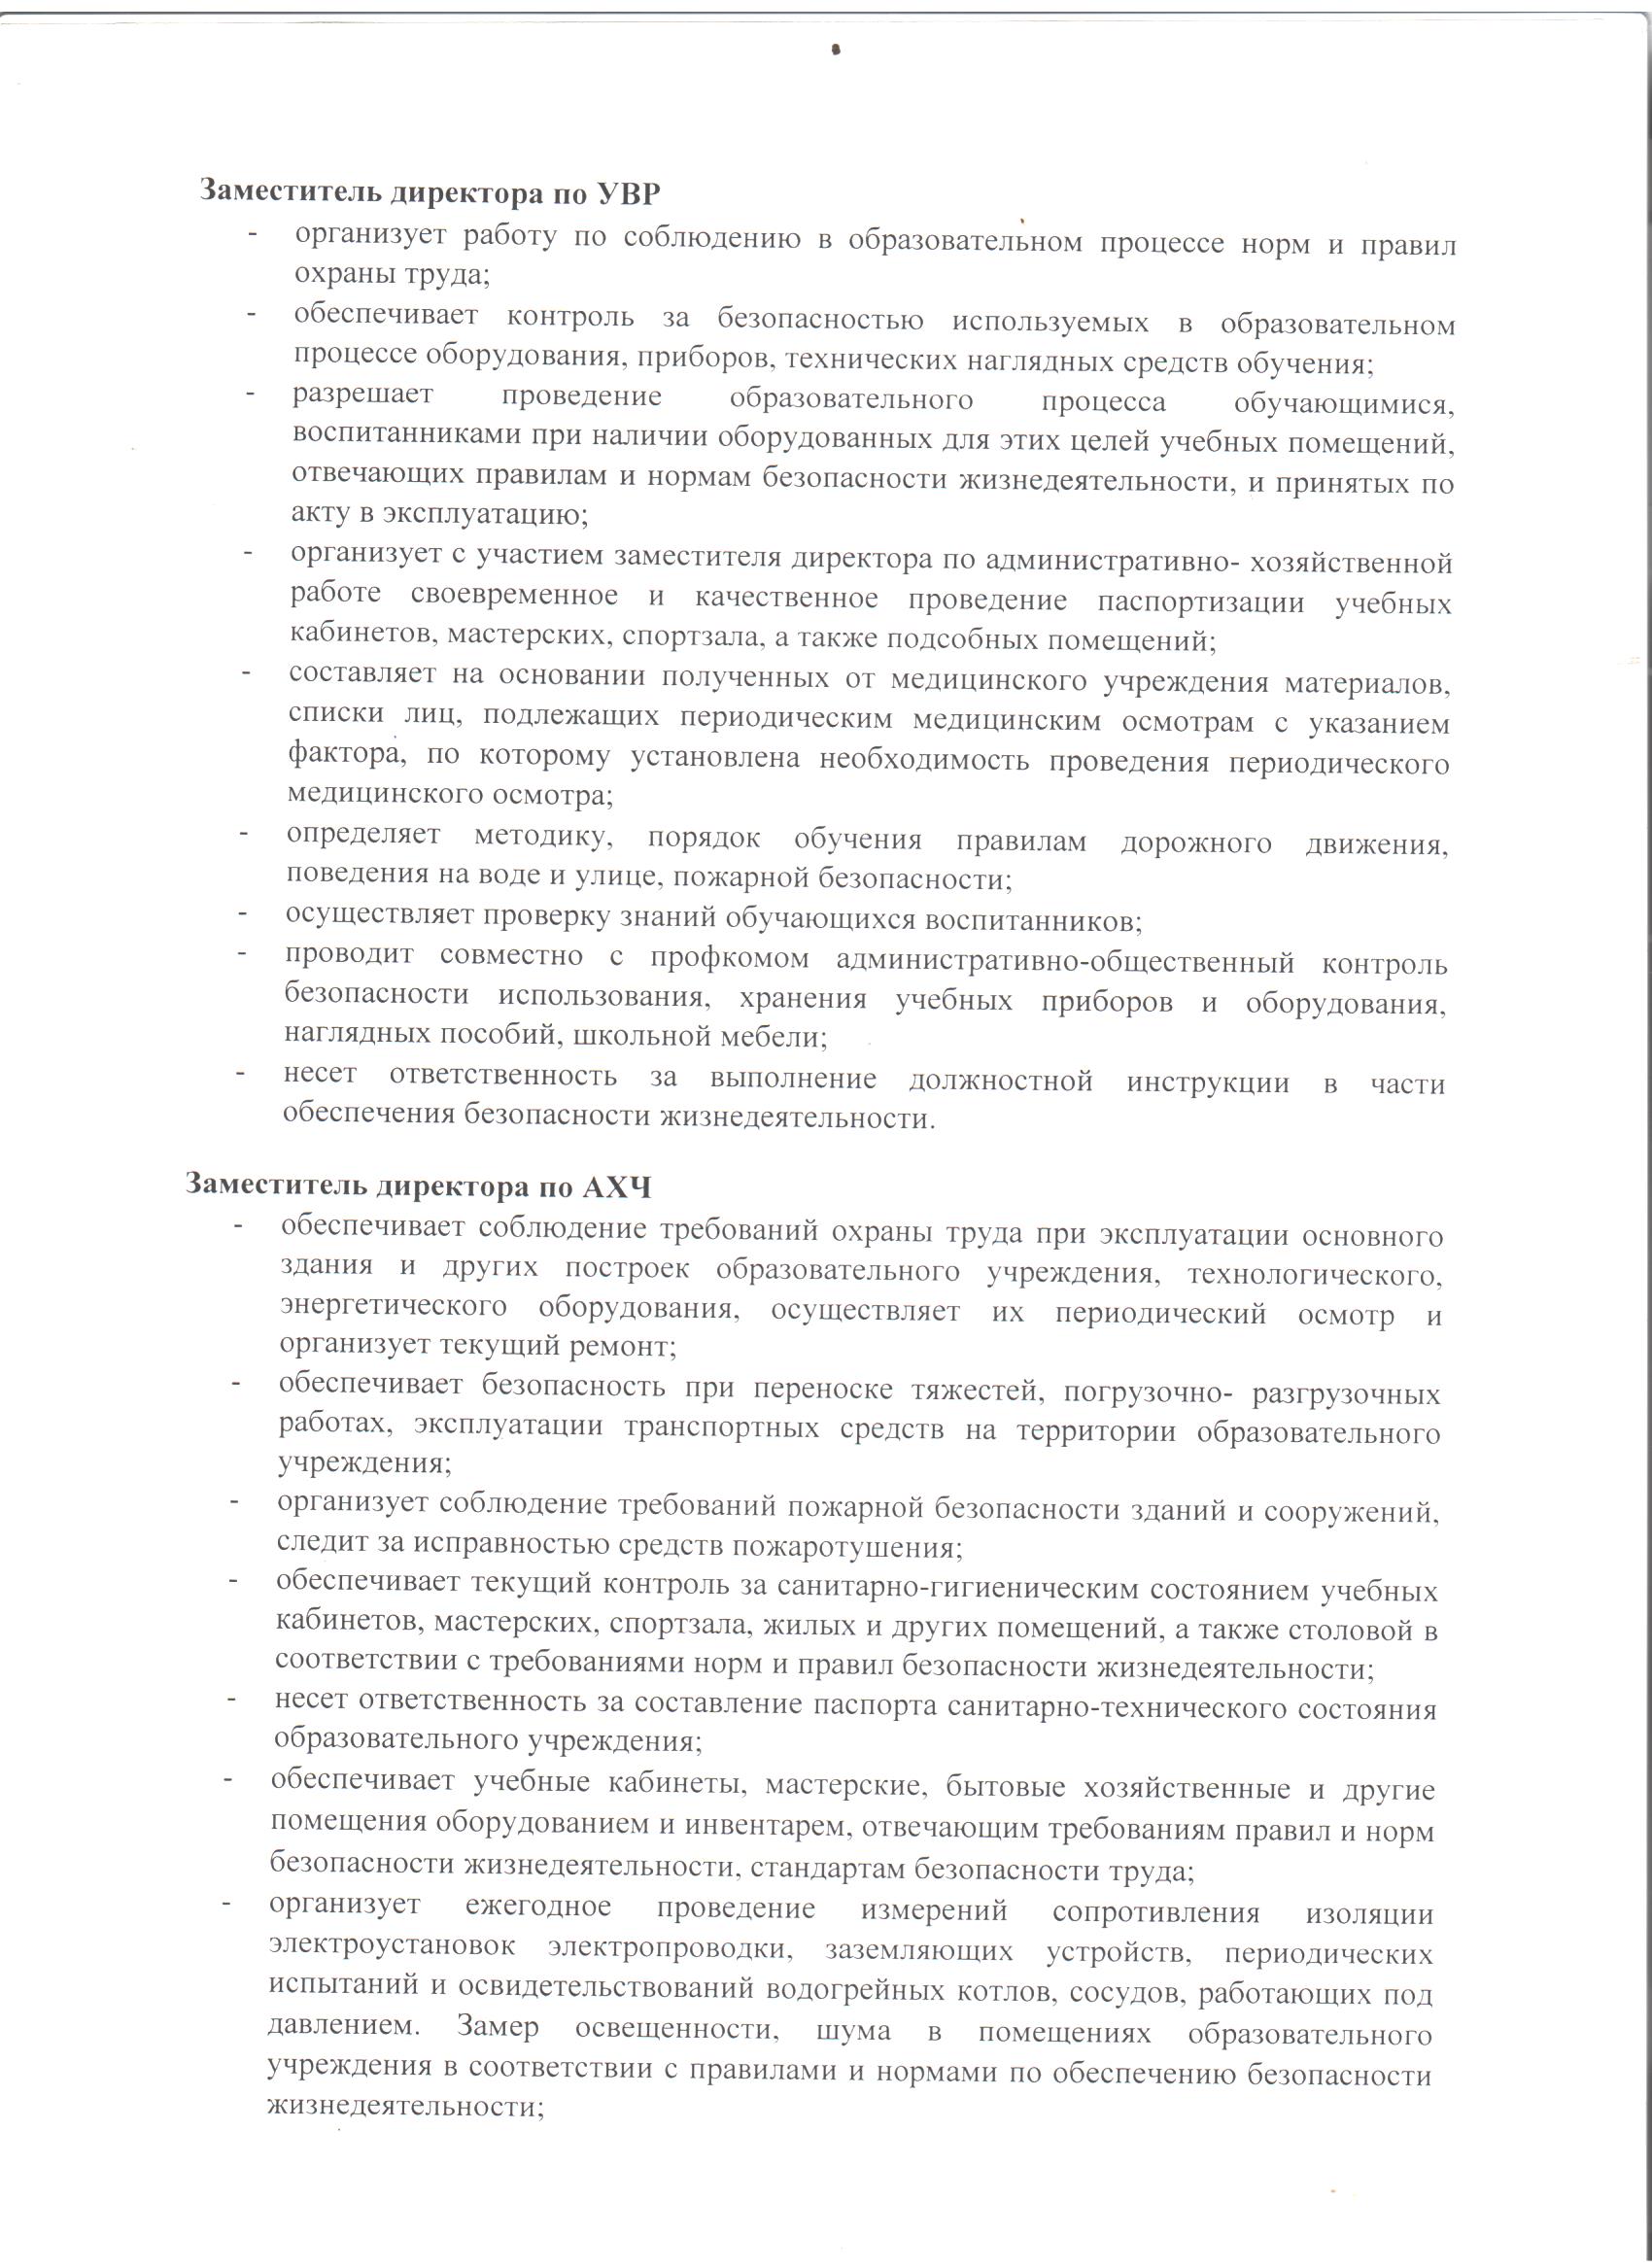 Заместитель директора по УВР
- организует работу по соблюдению в образовательном процессе норм и правил
охраны труда;
- обеспечивает контроль за безопасностью используемых в образовательном
процессе оборудования, приборов, технических наглядных средств обучения;
- разрешает проведение образовательного процесса обучающимися,
воспитанниками при наличии оборудованных для этих целей учебных помещений,
отвечающих правилам и нормам безопасности жизнедеятельности, и принятых по
акту в эксплуатацию;
- организует с участием заместителя директора по административно- хозяйственной
работе своевременное и качественное проведение паспортизации учебных
кабинетов, мастерских, спортзала, а также подсобных помещений;
- составляет на основании полученных от медицинского учреждения материалов,
списки лиц, подлежащих периодическим медицинским осмотрам с указанием
фактора, по которому установлена необходимость проведения периодического
медицинского осмотра;
- определяет методику, порядок обучения правилам дорожного движения,
поведения на воде и улице, пожарной безопасности;
- осуществляет проверку знаний обучающихся воспитанников;
- проводит совместно с профкомом административно-общественный контроль
безопасности использования, хранения учебных приборов и оборудования,
наглядных пособий, школьной мебели;
- несет ответственность за выполнение должностной инструкции в части
обеспечения безопасности жизнедеятельности.
Заместитель директора по АХЧ
- обеспечивает соблюдение требований охраны труда при эксплуатации основного
здания и других построек образовательного учреждения, технологического,
энергетического оборудования, осуществляет их периодический осмотр и
организует текущий ремонт;
- обеспечивает безопасность при переноске тяжестей, погрузочно- разгрузочных
работах, эксплуатации транспортных средств на территории образовательного
учреждения;
- организует соблюдение требований пожарной безопасности зданий и сооружений,
следит за исправностью средств пожаротушения;
- обеспечивает текущий контроль за санитарно-гигиеническим состоянием учебных
кабинетов, мастерских, спортзала, жилых и других помещений, а также столовой в
соответствии с требованиями норм и правил безопасности жизнедеятельности;
- несет ответственность за составление паспорта санитарно-технического состояния
образовательного учреждения;
- обеспечивает учебные кабинеты, мастерские, бытовые хозяйственные и другие
помещения оборудованием и инвентарем, отвечающим требованиям правил и норм
безопасности жизнедеятельности, стандартам безопасности труда;
- организует ежегодное проведение измерений сопротивления изоляции
электроустановок электропроводки, заземляющих устройств, периодических
испытаний и освидетельствований водогрейных котлов, сосудов, работающих под
давлением. Замер освещенности, шума в помещениях образовательного
учреждения в соответствии с правилами и нормами по обеспечению безопасности
жизнедеятельности;